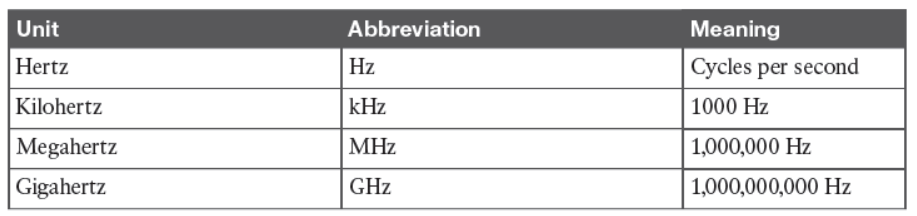 Unit Abbreviation Meaning
Hertz Hz Cycles per second
Kilohertz kHz 1000 Hz
Megahertz MHz 1,000,000 Hz
Gigahertz GHz 1,000,000,000 Hz